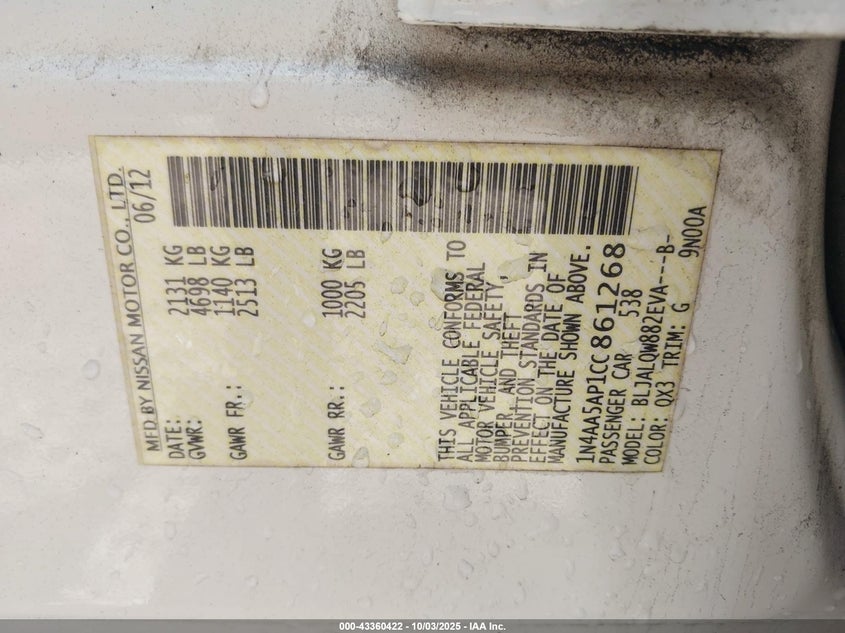 MFD BY NISSAN MOTOR CO., LTD.
DATE: 06/12
GVWR: 2131 KG
4698 LB
GAWR FR.: 1140 KG
2513 LB
GAWR RR.: 1000 KG
2205 LB
THIS VEHICLE CONFORMS TO
ALL APPLICABLE FEDERAL
MOTOR VEHICLE SAFETY,
BUMPER, AND THEFT
PREVENTION STANDARDS IN
EFFECT ON THE DATE OF
MANUFACTURE SHOWN ABOVE.
1N4AA5AP1CC861268
PASSENGER CAR 538
MODEL: BLJALOW882EVA---B-
COLOR: QX3 TRIM: G 9N00A
000-43360422 - 10/03/2025 - IAA Inc.